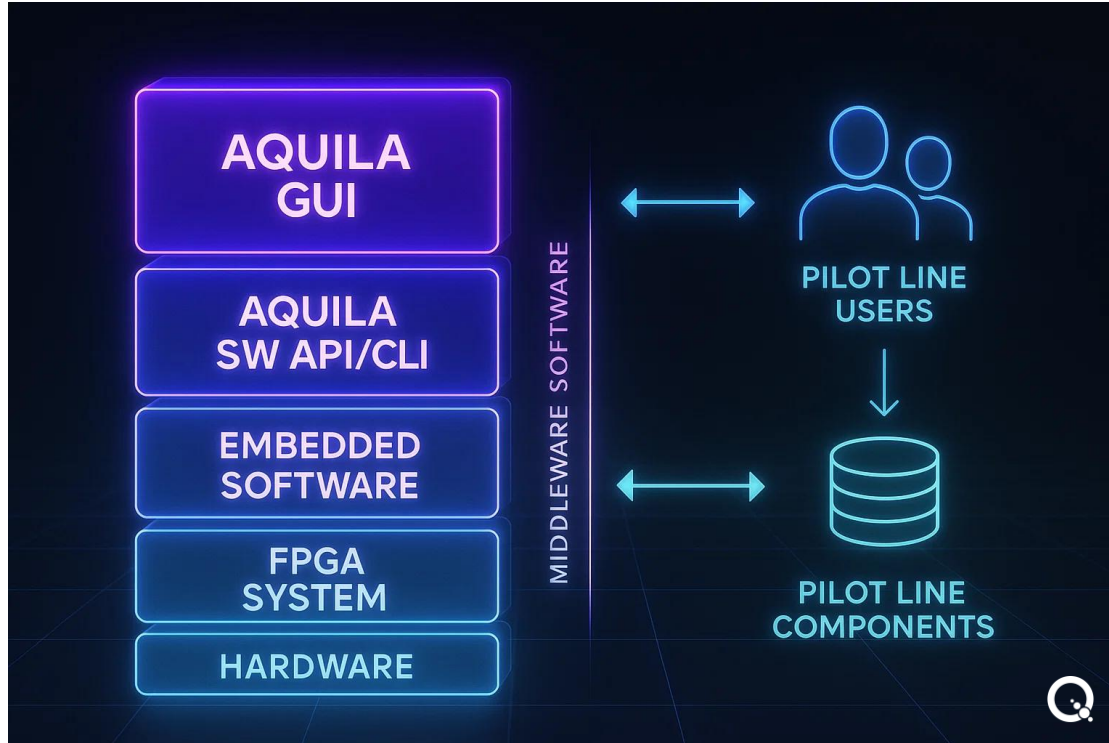 AQUILA
GUI
AQUILA
SW API/CLI
EMBEDDED
SOFTWARE
FPGA
SYSTEM
HARDWARE
MIDDLEWARE SOFTWARE
PILOT LINE
USERS
PILOT LINE
COMPONENTS